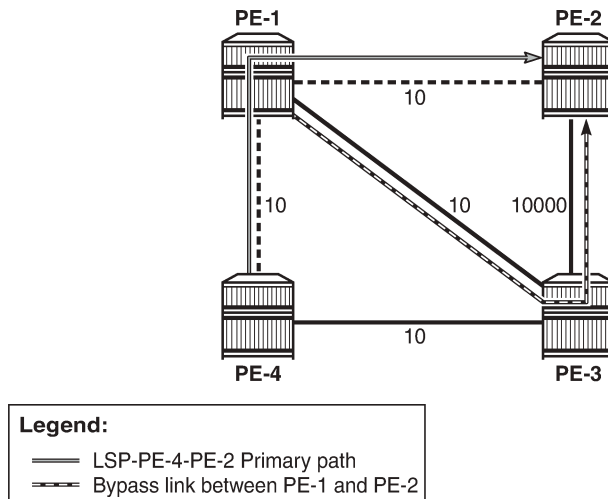 PE-1 PE-2
10
10 10 10000
10
PE-4 PE-3
Legend:
LSP-PE-4-PE-2 Primary path
Bypass link between PE-1 and PE-2